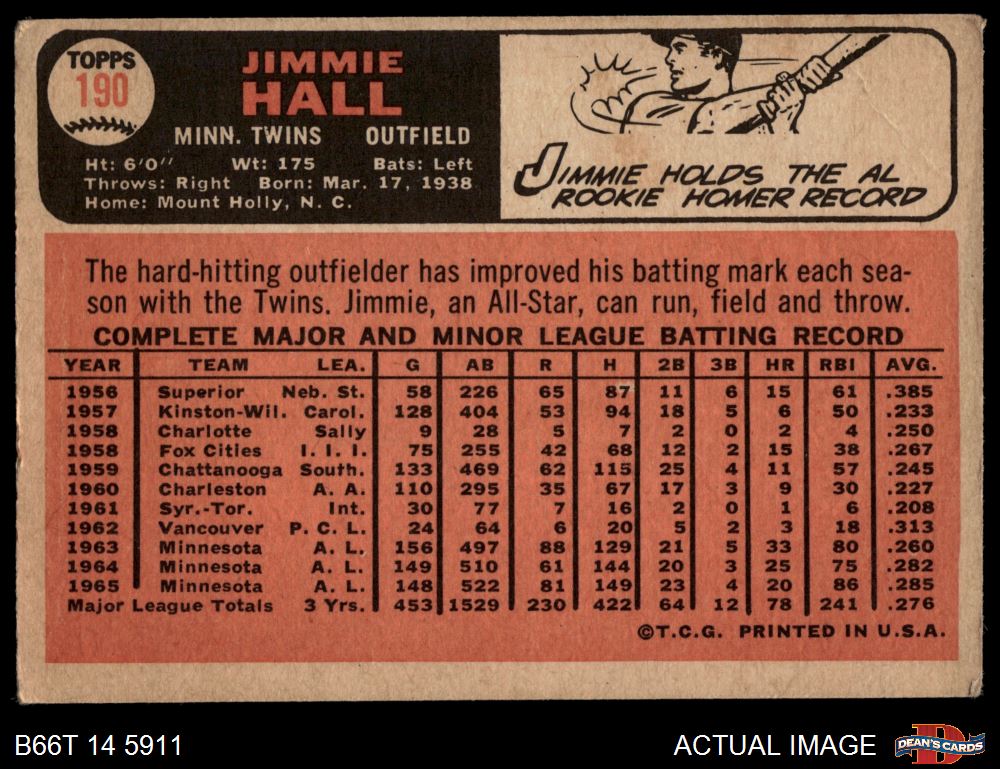 TOPPS
190
JIMMIE
HALL
MINN. TWINS OUTFIELD
Ht: 6'0" Wt: 175 Bats: Left
Throws: Right Born: Mar. 17, 1938
Home: Mount Holly, N. C.
JIMMIE HOLDS THE AL
ROOKIE HOMER RECORD
The hard-hitting outfielder has improved his batting mark each sea-
son with the Twins. Jimmie, an All-Star, can run, field and throw.
COMPLETE MAJOR AND MINOR LEAGUE BATTING RECORD
YEAR TEAM LEA. G AB R H 2B 3B HR RBI AVG.
1956 Superior Neb. St. 58 226 65 87 11 6 15 61 .385
1957 Kinston-Wil. Carol. 128 404 53 94 18 5 6 50 .233
1958 Charlotte Sally 9 28 5 7 2 0 2 4 .250
1958 Fox Cities I. I. I. 75 255 42 68 12 2 15 38 .267
1959 Chattanooga South. 133 469 62 115 25 4 11 57 .245
1960 Charleston A. A. 110 295 35 67 17 3 9 30 .227
1961 Syr.-Tor. Int. 30 77 7 16 2 0 1 6 .208
1962 Vancouver P. C. L. 24 64 6 20 5 2 3 18 .313
1963 Minnesota A. L. 156 497 88 129 21 5 33 80 .260
1964 Minnesota A. L. 149 510 61 144 20 3 25 75 .282
1965 Minnesota A. L. 148 522 81 149 23 4 20 86 .285
Major League Totals 3 Yrs. 453 1529 230 422 64 12 78 241 .276
©T.C.G. PRINTED IN U.S.A.
B66T 14 5911
ACTUAL IMAGE
D
DEAN'S CARDS